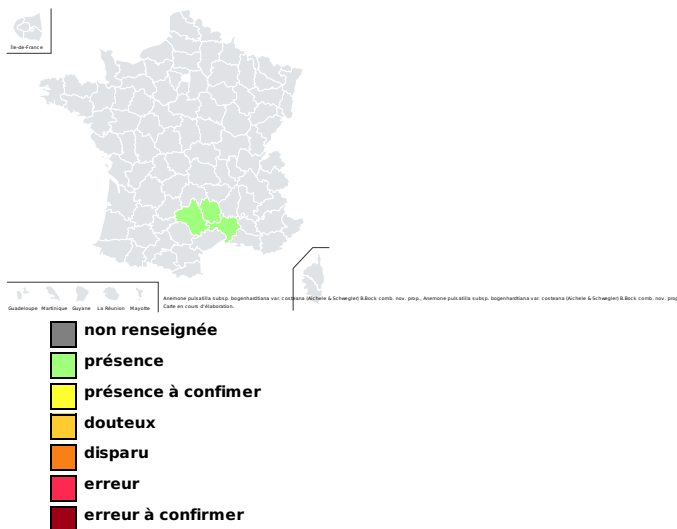 Île-de-France
Guadeloupe Martinique Guyane La Réunion Mayotte
Anemone pulsatilla subsp. bogenhardtiana var. costeana (Aichele & Schwegler) B.Bock comb. nov. prop., Anemone pulsatilla subsp. bogenhardtiana var. costeana (Aichele & Schwegler) B.Bock comb. nov. prop
Carte en cours d'élaboration.
non renseignée
présence
présence à confimer
douteux
disparu
erreur
erreur à confirmer